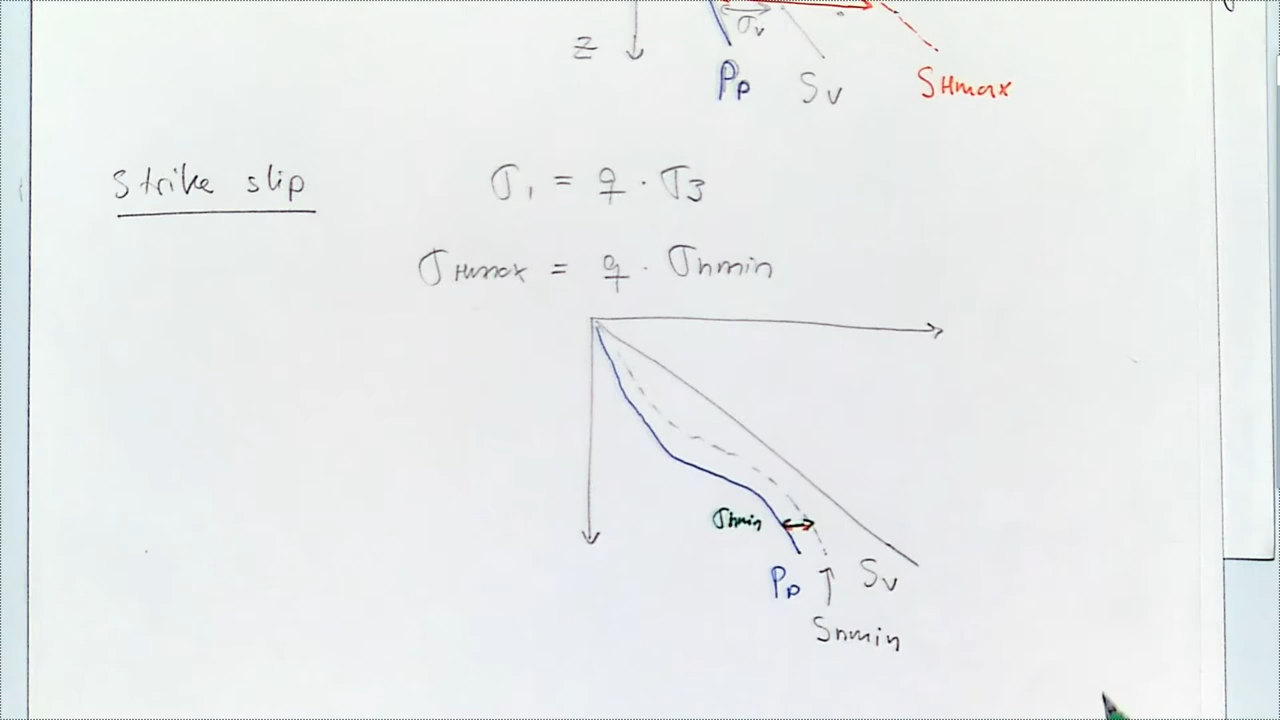 σv
z
Pp Sv SHmax
Strike slip σ1 = q · σ3
σHmax = q · σhmin
σhmin
Pp Sv
Shmin